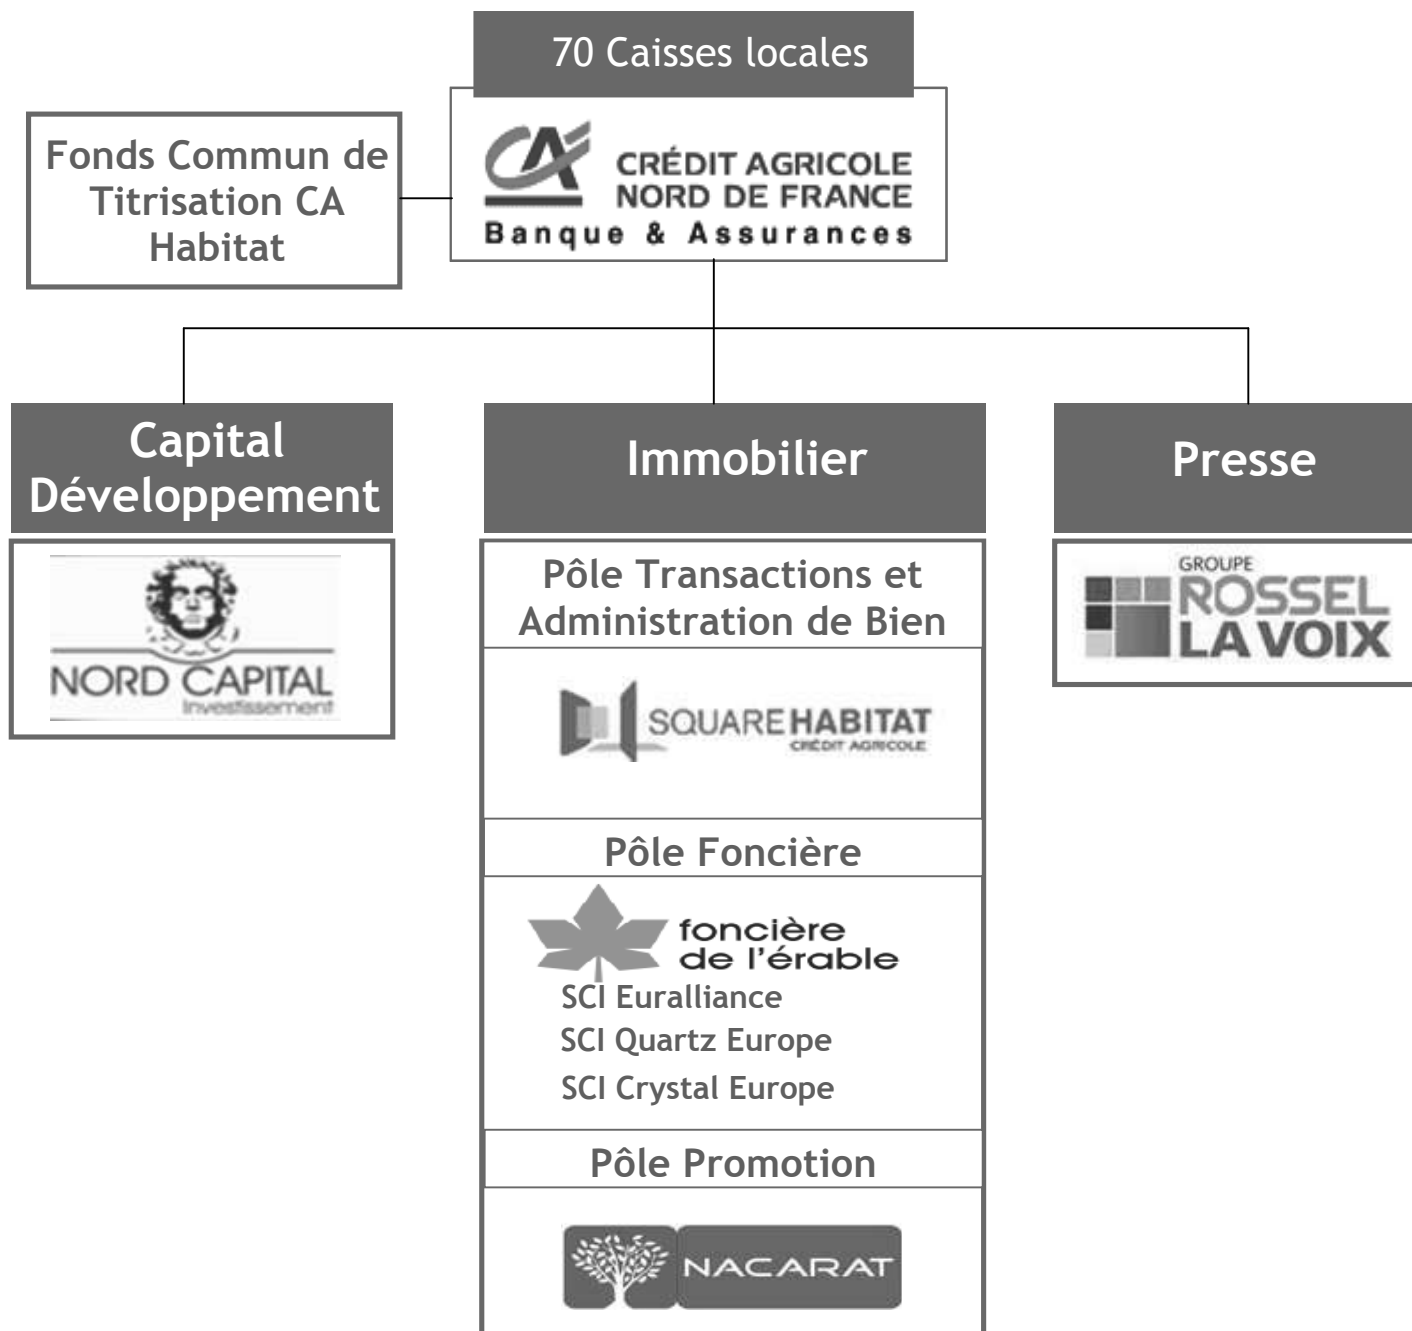 70 Caisses locales
Fonds Commun de
Titrisation CA
Habitat
CA
CRÉDIT AGRICOLE
NORD DE FRANCE
Banque & Assurances
Capital
Développement
NORD CAPITAL
Investissement
Immobilier
Pôle Transactions et
Administration de Bien
SQUARE HABITAT
CRÉDIT AGRICOLE
Pôle Foncière
foncière
de l'érable
SCI Euralliance
SCI Quartz Europe
SCI Crystal Europe
Pôle Promotion
NACARAT
Presse
GROUPE
ROSSEL
LA VOIX